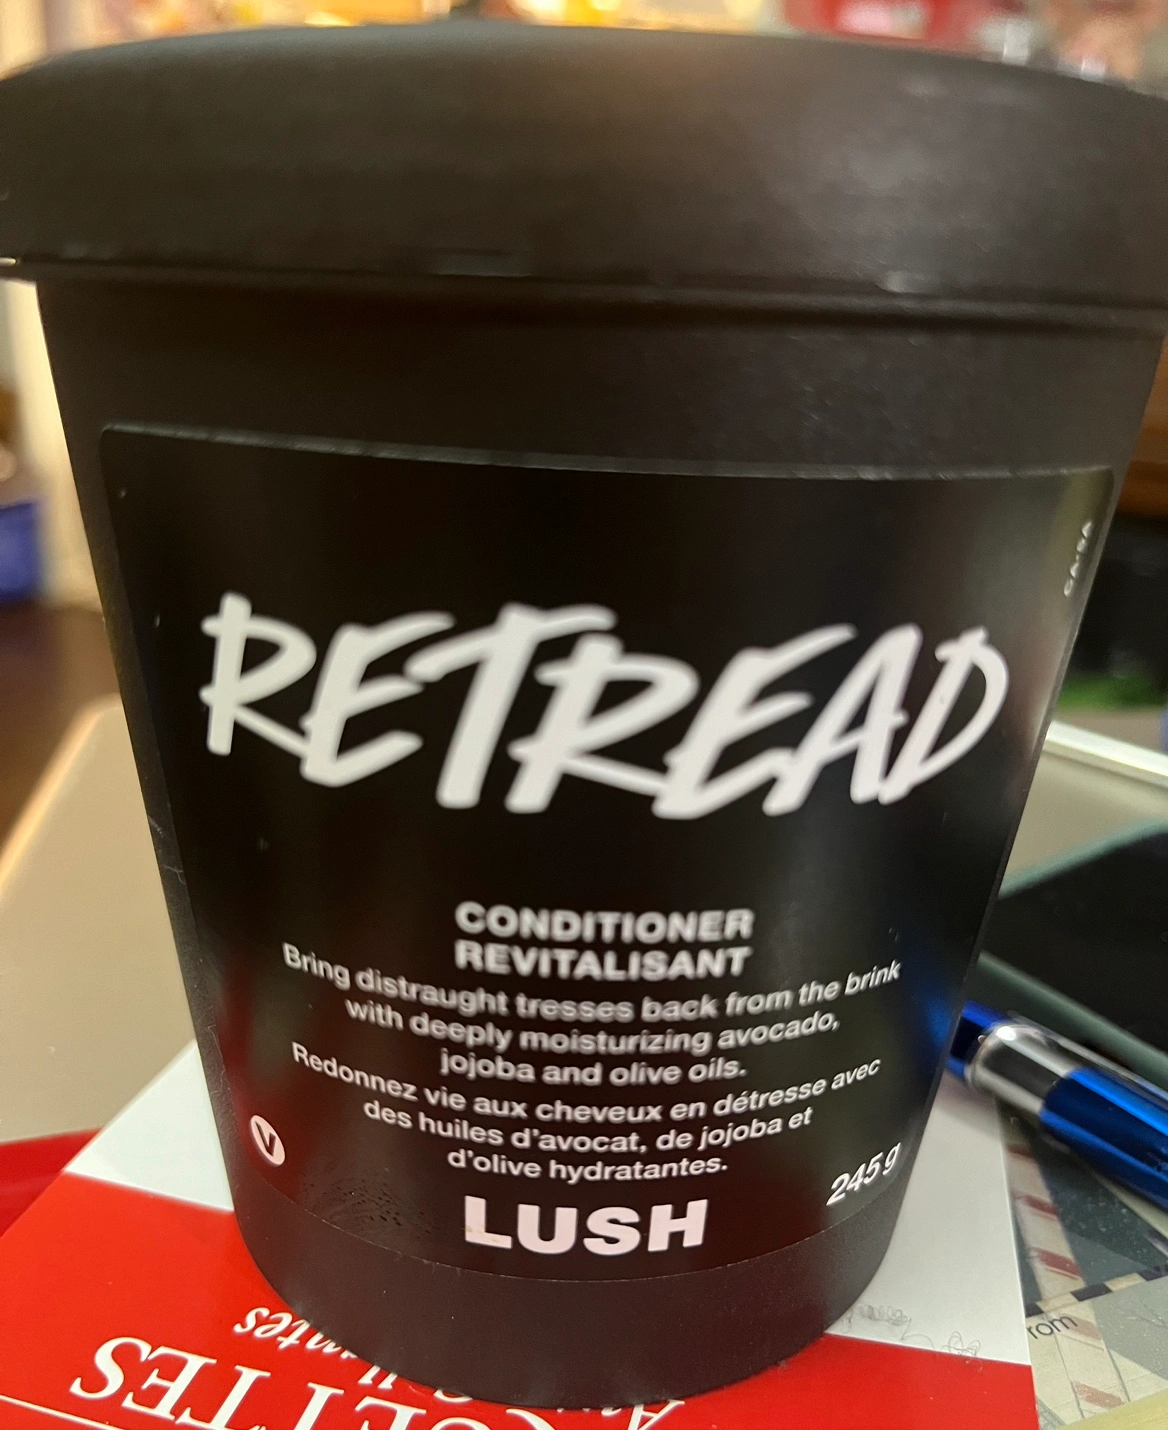 RETREAD
CONDITIONER
REVITALISANT
Bring distraught tresses back from the brink
with deeply moisturizing avocado,
jojoba and olive oils.
Redonnez vie aux cheveux en détresse avec
des huiles d'avocat, de jojoba et
d'olive hydratantes.
V
245 g
LUSH
rom